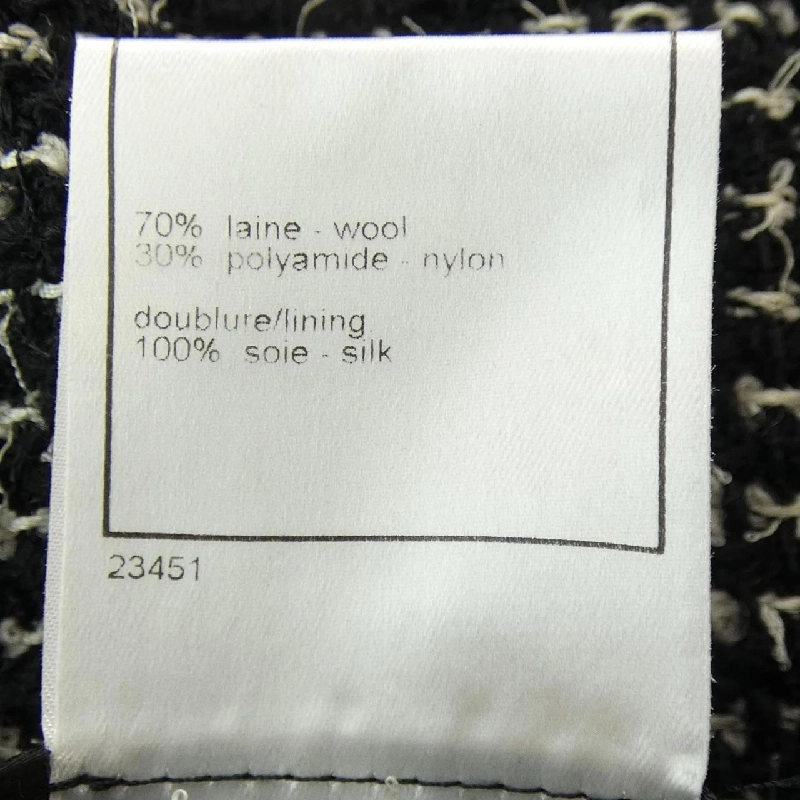 70% laine - wool
30% polyamide - nylon
doublure/lining
100% soie - silk
23451